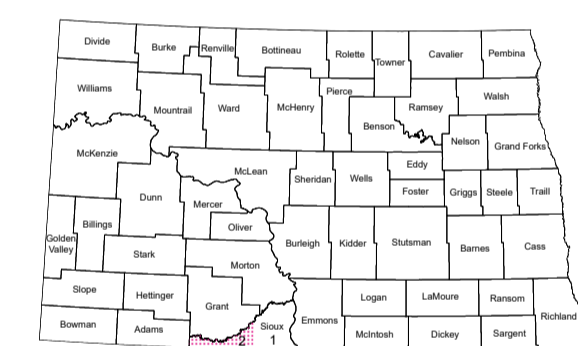 Divide
Burke
Renville
Bottineau
Rolette
Towner
Cavalier
Pembina
Williams
Mountrail
Ward
McHenry
Pierce
Benson
Ramsey
Walsh
Nelson
Grand Forks
McKenzie
Dunn
McLean
Mercer
Oliver
Sheridan
Wells
Eddy
Foster
Griggs
Steele
Traill
Golden
Valley
Billings
Stark
Morton
Burleigh
Kidder
Stutsman
Barnes
Cass
Slope
Hettinger
Grant
Bowman
Adams
Sioux
1
2
Emmons
Logan
LaMoure
Ransom
Richland
McIntosh
Dickey
Sargent